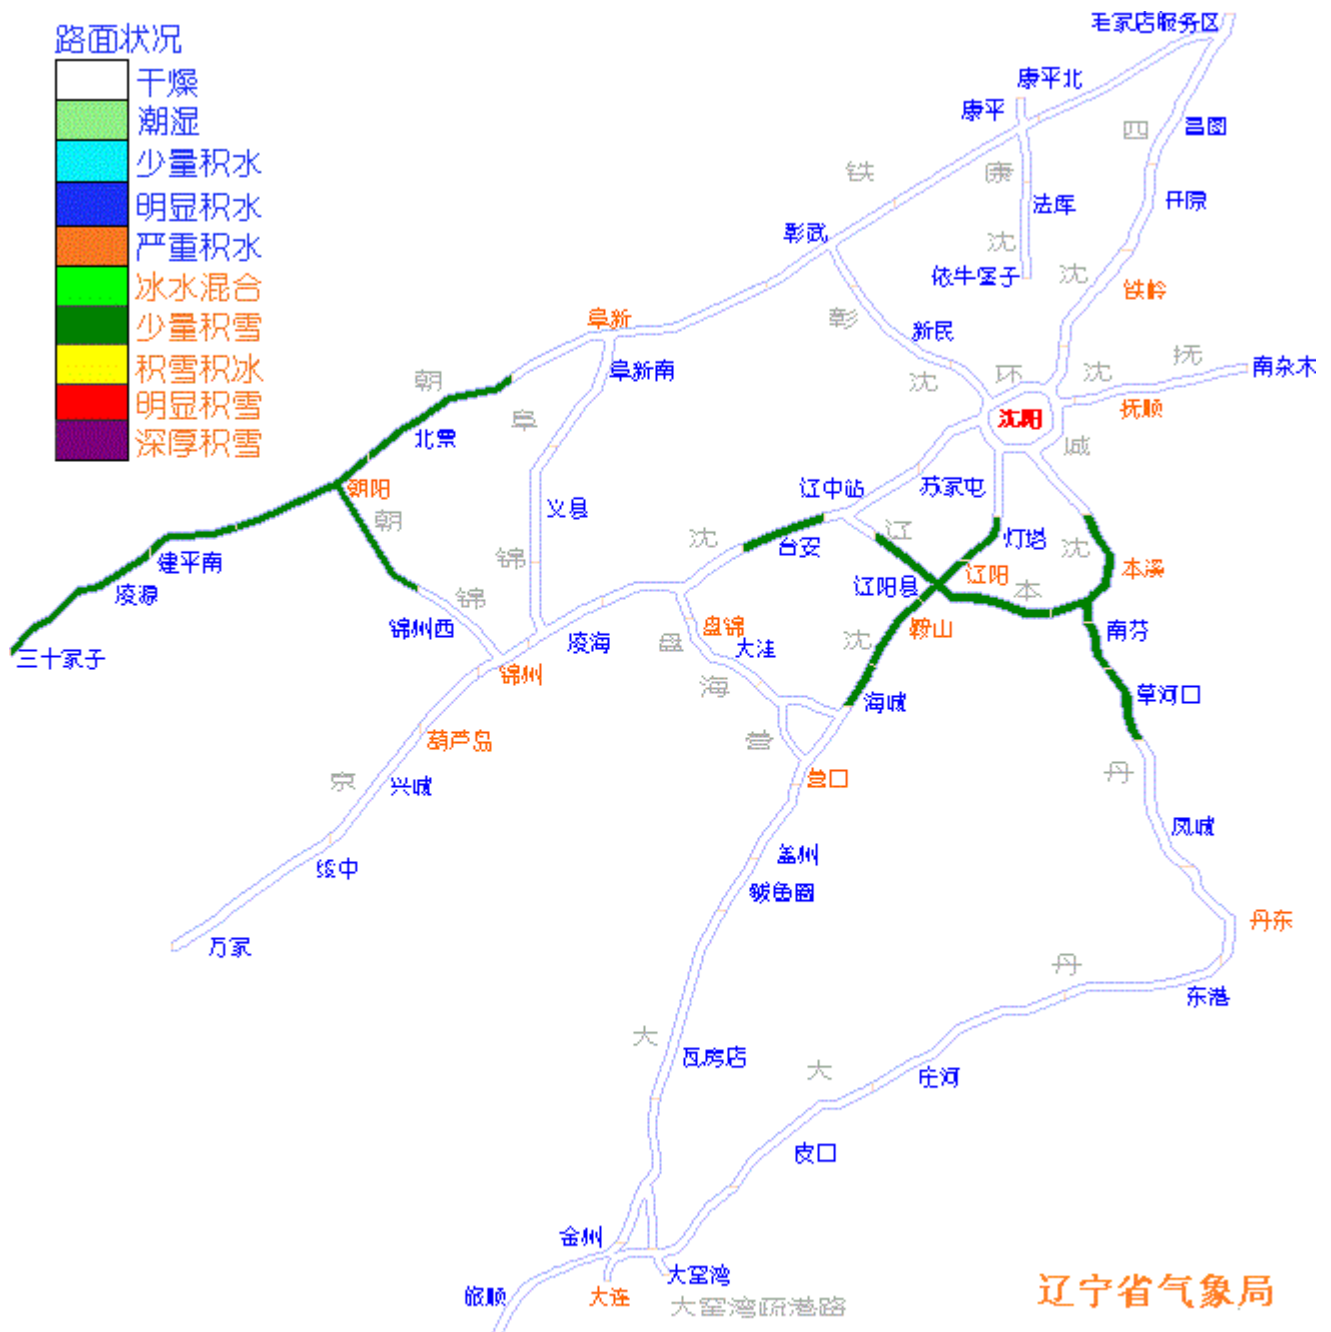 路面状况
干燥
潮湿
少量积水
明显积水
严重积水
冰水混合
少量积雪
积雪积冰
明显积雪
深厚积雪
毛家店服务区
康平北
康平
四
昌图
铁
康
法库
开原
彰武
沈
沈
依牛堡子
铁岭
阜新
彰
新民
抚
朝
阜新南
沈
环
沈
南杂木
阜
抚顺
北票
沈阳
城
朝阳
辽中站
苏家屯
朝
义县
沈
辽
灯塔
沈
台安
建平南
锦
辽阳
本溪
凌源
锦
辽阳县
本
锦州西
盘
盘锦
鞍山
南芬
三十家子
凌海
大洼
沈
锦州
海
海城
草河口
葫芦岛
营
京
兴城
营口
丹
凤城
绥中
盖州
鲅鱼圈
万家
丹东
丹
东港
大
瓦房店
大
庄河
皮口
金州
大窑湾
旅顺
大连
大窑湾疏港路
辽宁省气象局